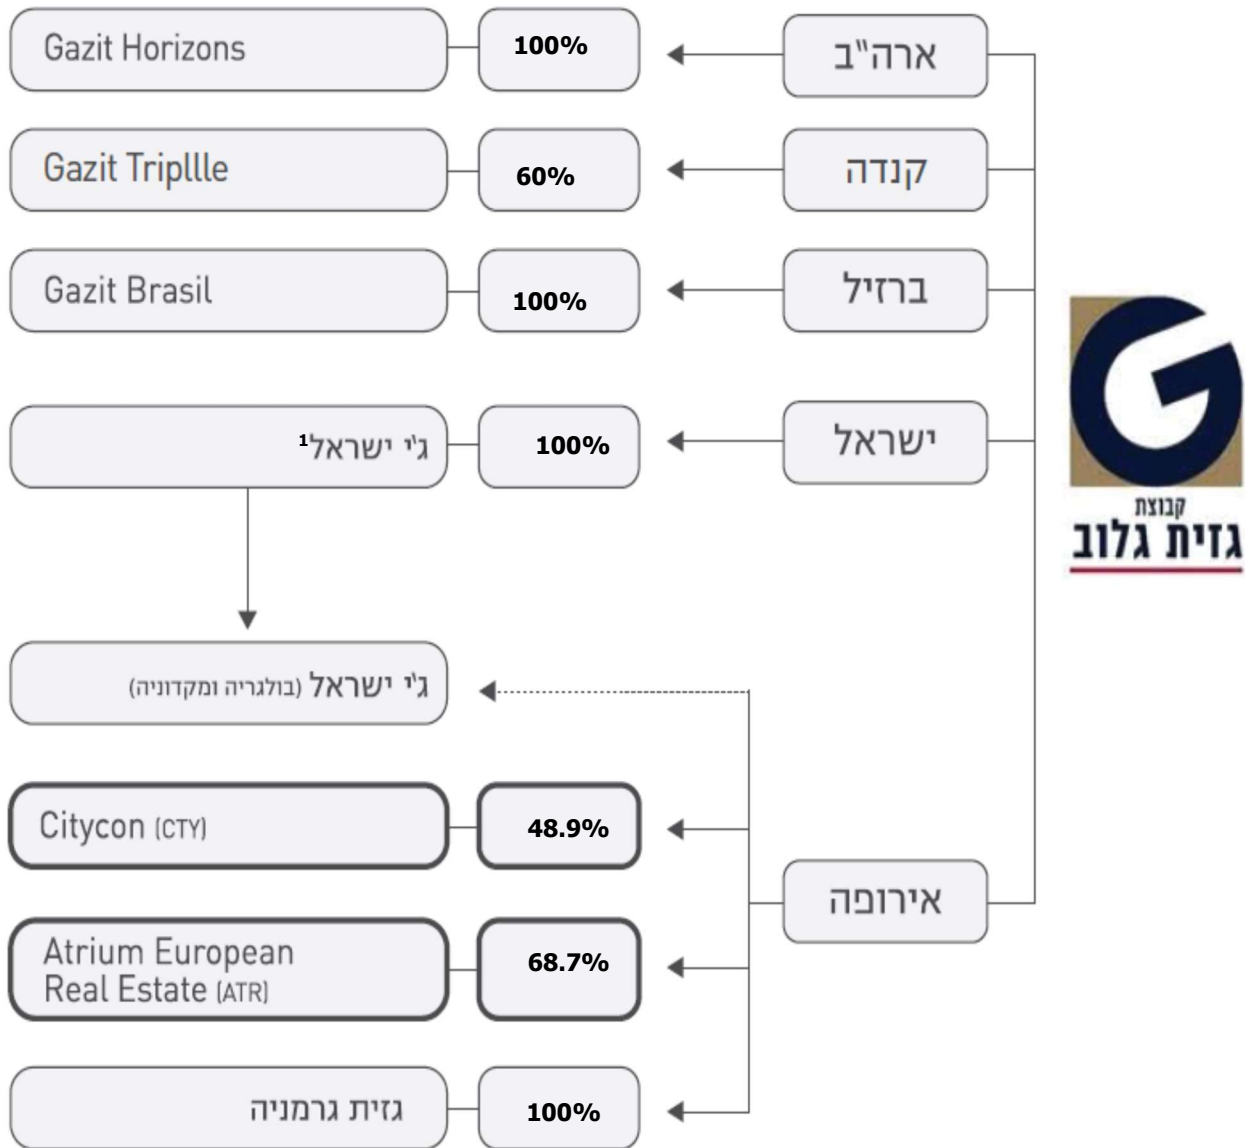 Gazit Horizons
100%
ארה"ב
Gazit Tripllle
60%
קנדה
Gazit Brasil
100%
ברזיל
ג'י ישראל¹
100%
ישראל
קבוצת
גזית גלוב
ג'י ישראל (בולגריה ומקדוניה)
Citycon (CTY)
48.9%
אירופה
Atrium European
Real Estate (ATR)
68.7%
גזית גרמניה
100%